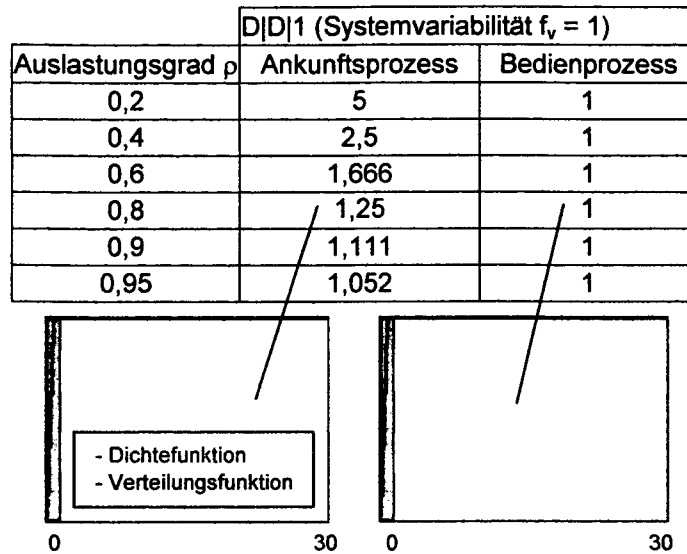 D|D|1 (Systemvariabilität fᵥ = 1)
Auslastungsgrad ρ Ankunftsprozess Bedienprozess
0,2 5 1
0,4 2,5 1
0,6 1,666 1
0,8 1,25 1
0,9 1,111 1
0,95 1,052 1
- Dichtefunktion
- Verteilungsfunktion
0 30 0 30